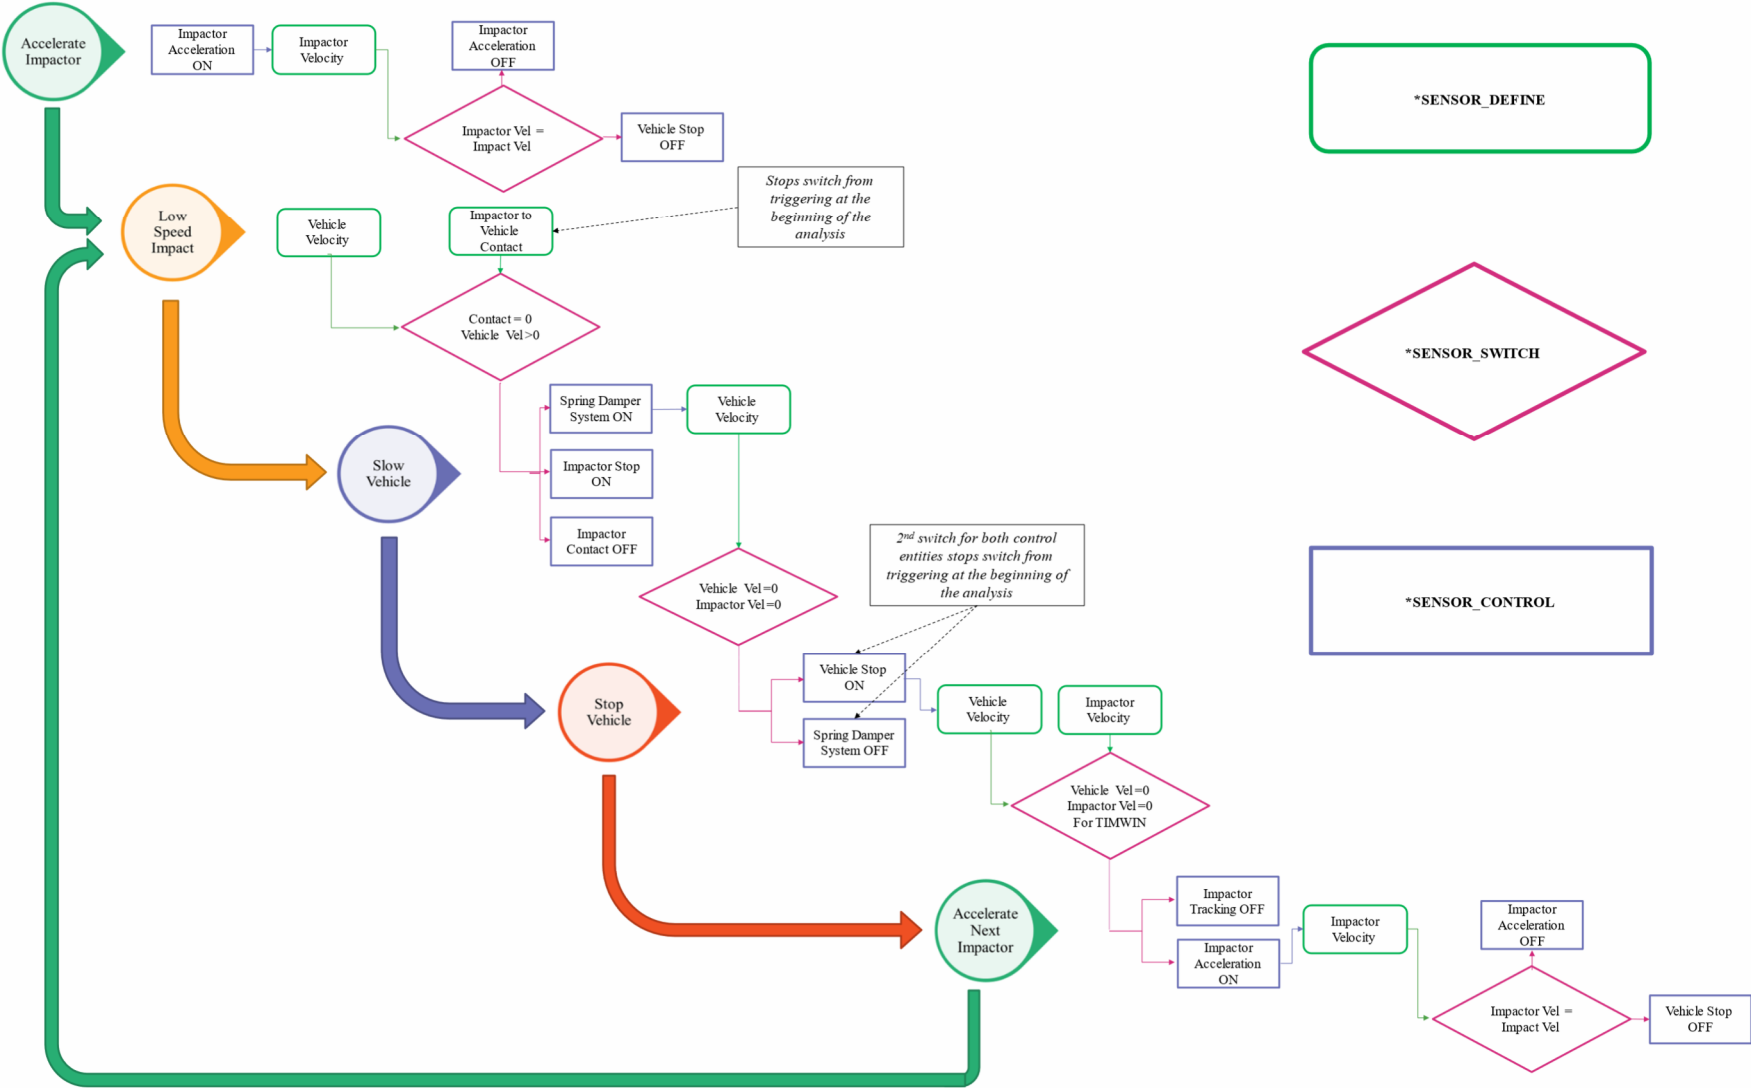 Accelerate
Impactor
Impactor
Acceleration
ON
Impactor
Velocity
Impactor
Acceleration
OFF
Impactor Vel =
Impact Vel
Vehicle Stop
OFF
*SENSOR_DEFINE
Stops switch from
triggering at the
beginning of the
analysis
Low
Speed
Impact
Vehicle
Velocity
Impactor to
Vehicle
Contact
Contact = 0
Vehicle Vel>0
*SENSOR_SWITCH
Spring Damper
System ON
Vehicle
Velocity
Impactor Stop
ON
Impactor
Contact OFF
Slow
Vehicle
2nd switch for both control
entities stops switch from
triggering at the beginning of
the analysis
Vehicle Vel=0
Impactor Vel=0
*SENSOR_CONTROL
Stop
Vehicle
Vehicle Stop
ON
Spring Damper
System OFF
Vehicle
Velocity
Impactor
Velocity
Vehicle Vel=0
Impactor Vel=0
For TIMWIN
Accelerate
Next
Impactor
Impactor
Tracking OFF
Impactor
Acceleration
ON
Impactor
Velocity
Impactor
Acceleration
OFF
Impactor Vel =
Impact Vel
Vehicle Stop
OFF